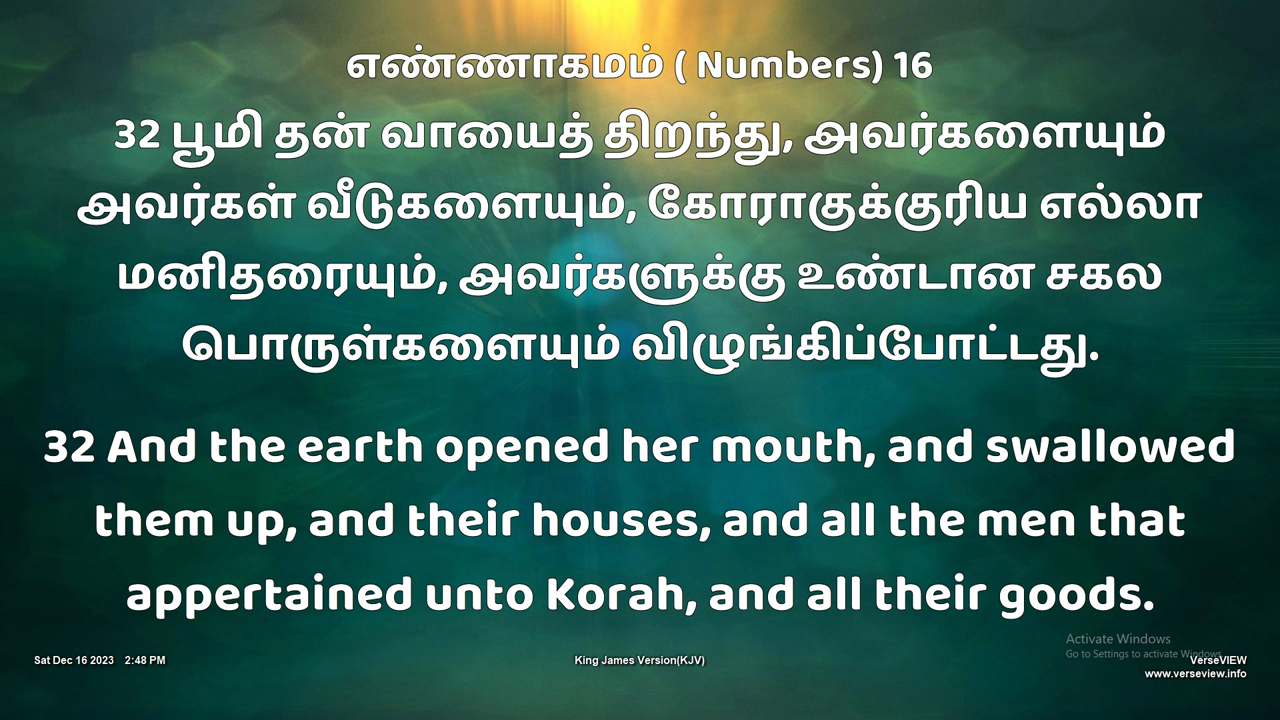 எண்ணாகமம் ( Numbers) 16
32 பூமி தன் வாயைத் திறந்து, அவர்களையும்
அவர்கள் வீடுகளையும், கோராகுக்குரிய எல்லா
மனிதரையும், அவர்களுக்கு உண்டான சகல
பொருள்களையும் விழுங்கிப்போட்டது.
32 And the earth opened her mouth, and swallowed
them up, and their houses, and all the men that
appertained unto Korah, and all their goods.
Activate Windows
Go to Settings to activate Windows.
Sat Dec 16 2023 2:48 PM
King James Version(KJV)
VerseVIEW
www.verseview.info